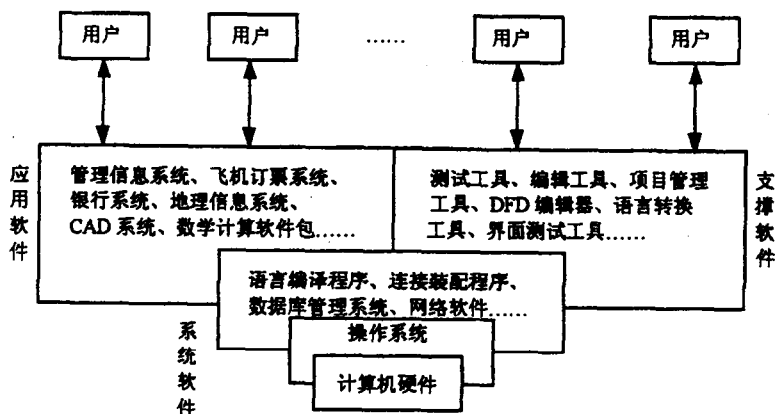 用户
用户
……
用户
用户
应用软件
管理信息系统、飞机订票系统、
银行系统、地理信息系统、
CAD 系统、数学计算软件包……
测试工具、编辑工具、项目管理
工具、DFD 编辑器、语言转换
工具、界面测试工具……
支撑软件
语言编译程序、连接装配程序、
数据库管理系统、网络软件……
系统软件
操作系统
计算机硬件